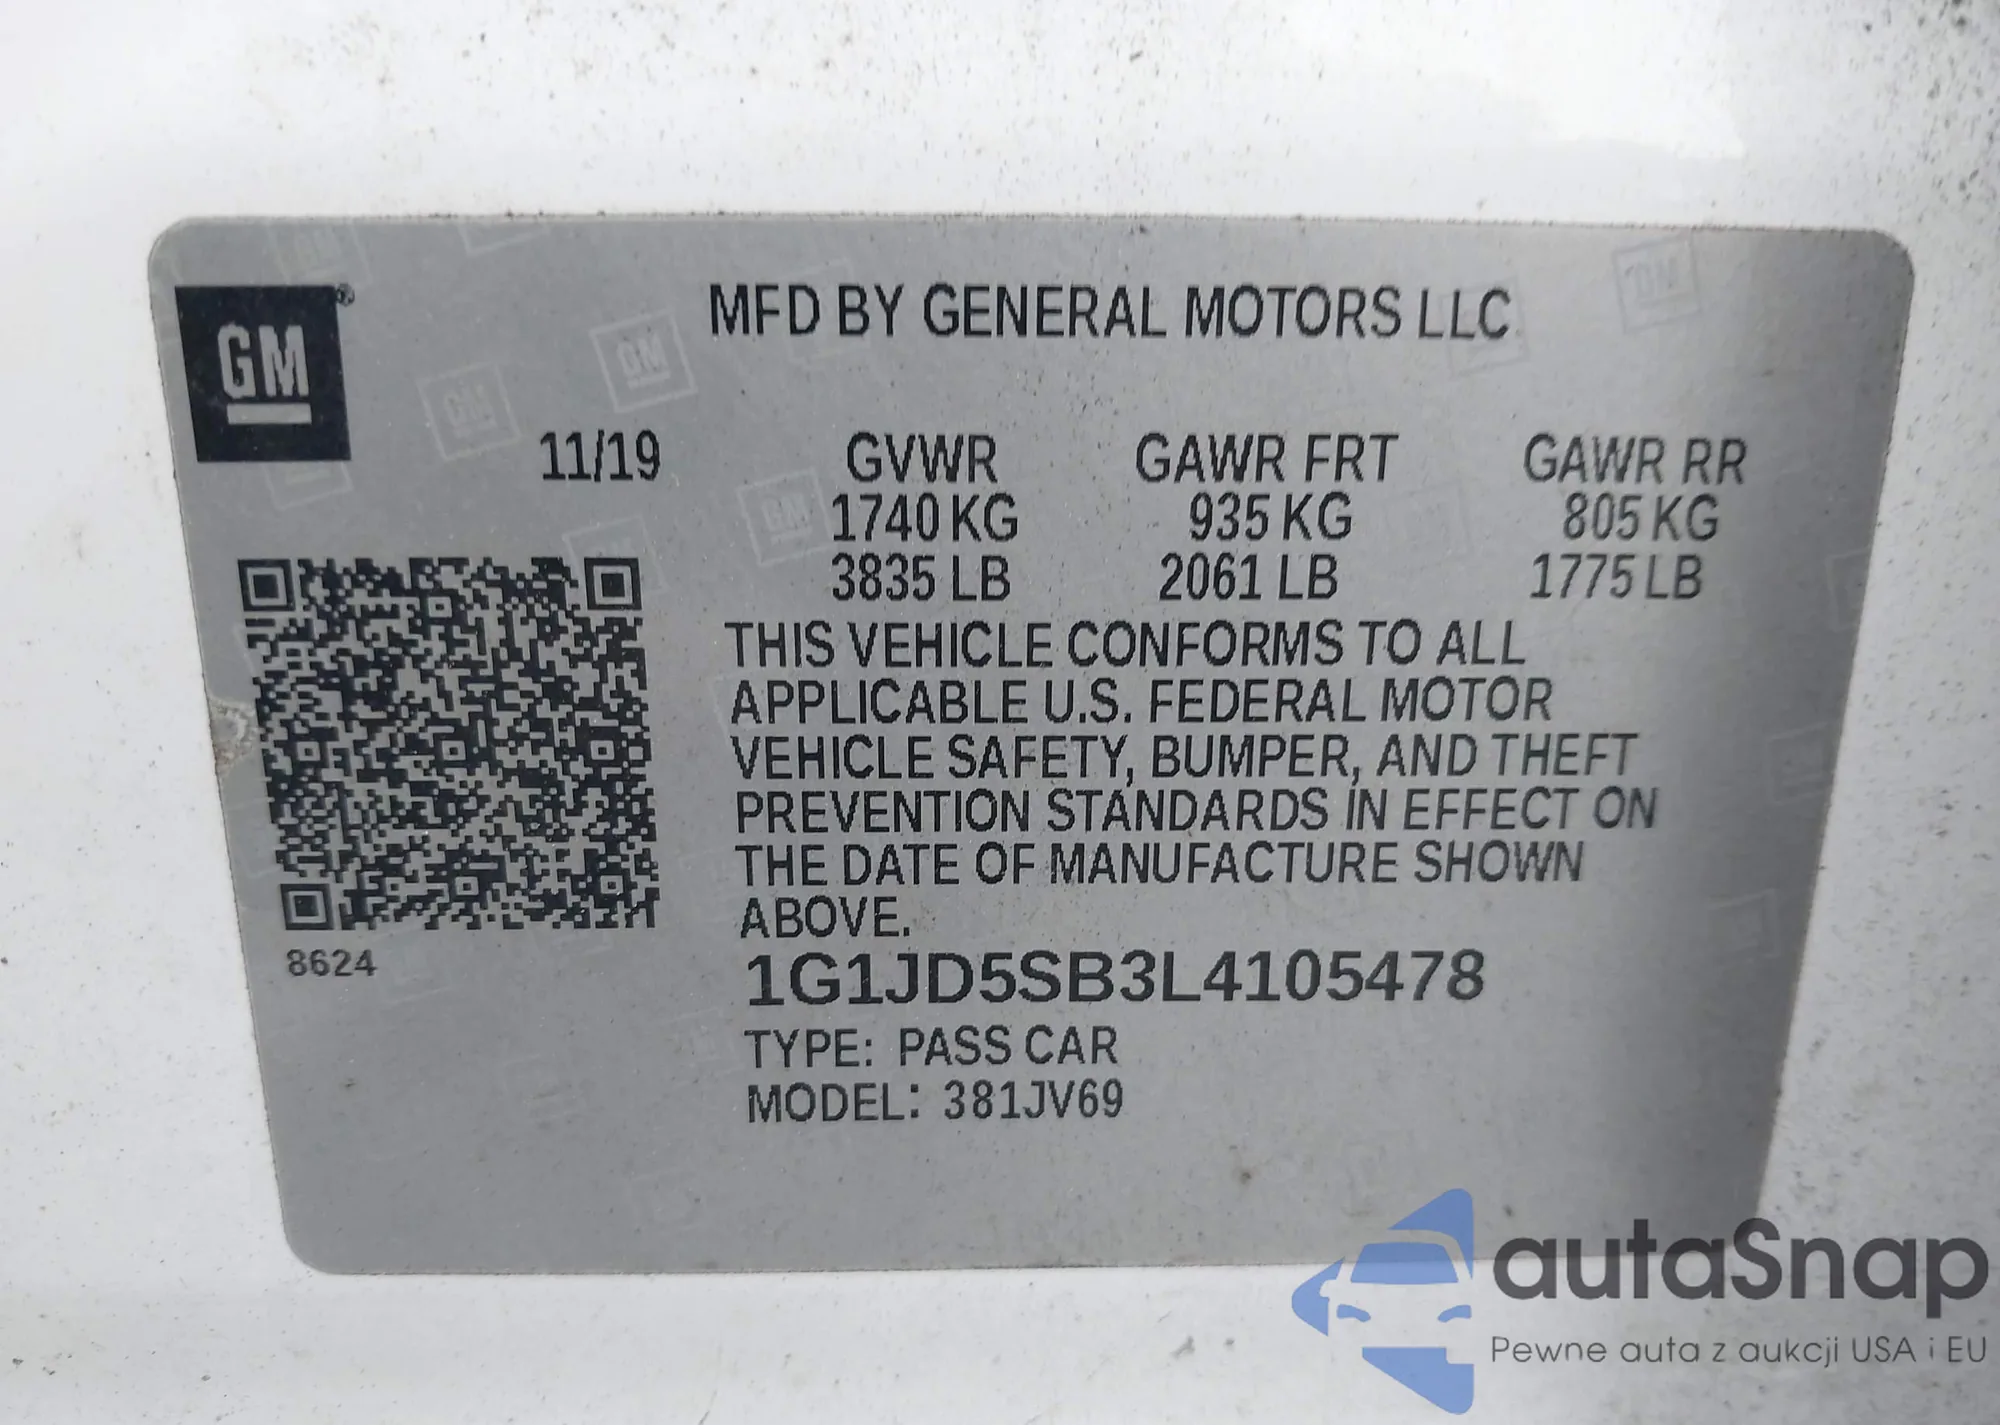 GM®
MFD BY GENERAL MOTORS LLC
11/19 GVWR GAWR FRT GAWR RR
1740 KG 935 KG 805 KG
3835 LB 2061 LB 1775 LB
THIS VEHICLE CONFORMS TO ALL
APPLICABLE U.S. FEDERAL MOTOR
VEHICLE SAFETY, BUMPER, AND THEFT
PREVENTION STANDARDS IN EFFECT ON
THE DATE OF MANUFACTURE SHOWN
ABOVE.
8624
1G1JD5SB3L4105478
TYPE: PASS CAR
MODEL: 381JV69
autaSnap
Pewne auta z aukcji USA i EU